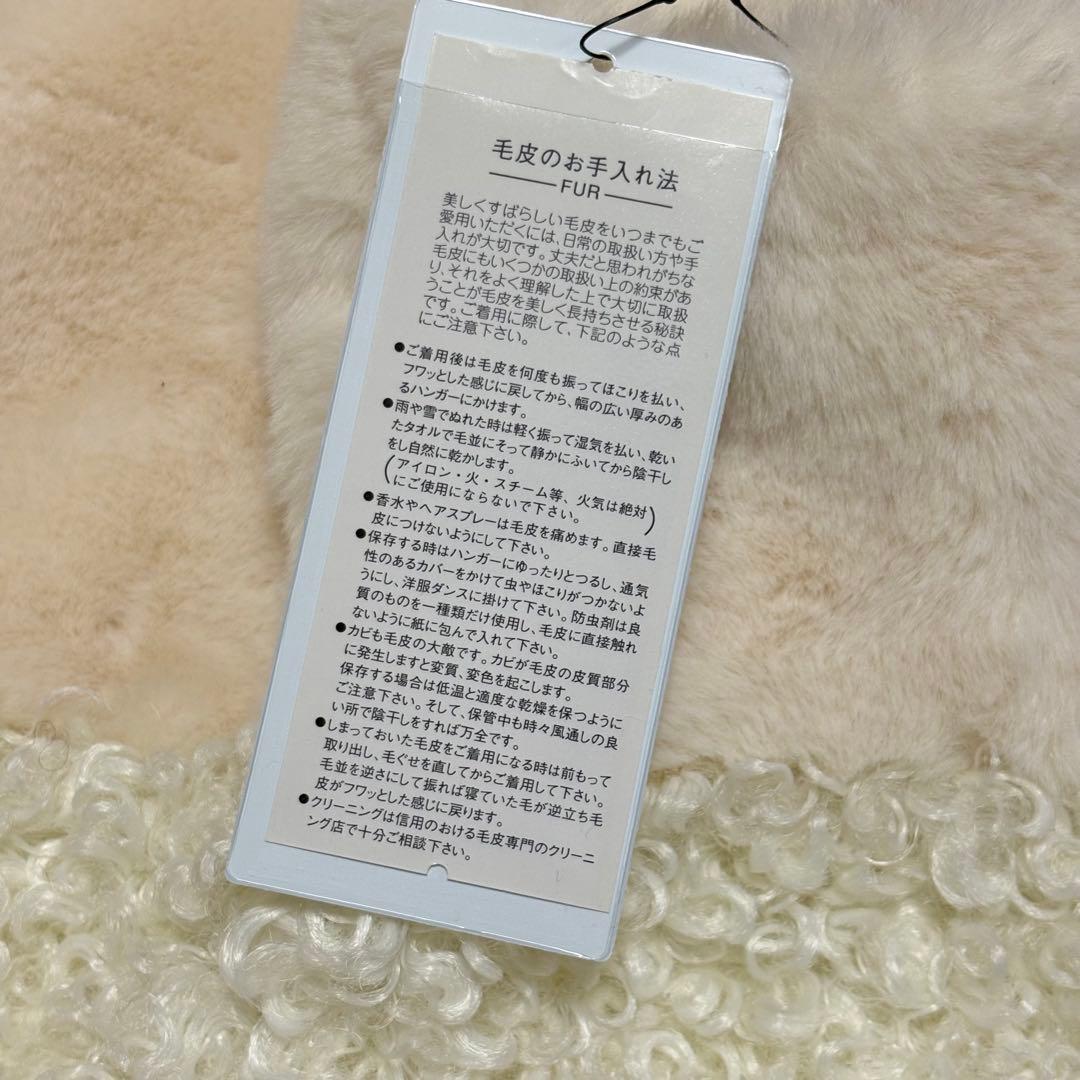 毛皮のお手入れ法
FUR
美しくすばらしい毛皮をいつまでもご
愛用いただくには、日常の取扱い方や手
入れが大切です。丈夫だと思われがちな
毛皮にもいくつかの取扱い上の約束があ
り、それをよく理解した上で大切に取扱
うことが毛皮を美しく長持ちさせる秘訣
です。ご着用に際して、下記のような点
にご注意下さい。
●ご着用後は毛皮を何度も振ってほこりを払い、
フワッとした感じに戻してから、幅の広い厚みのあ
るハンガーにかけます。
●雨や雪でぬれた時は軽く振って湿気を払い、乾い
たタオルで毛並にそって静かにふいてから陰干し
をし自然に乾かします。
(アイロン・火・スチーム等、火気は絶対
にご使用にならないで下さい。)
●香水やヘアスプレーは毛皮を痛めます。直接毛
皮につけないようにして下さい。
●保存する時はハンガーにゆったりとつるし、通気
性のあるカバーをかけて虫やほこりがつかないよ
うにし、洋服ダンスに掛けて下さい。防虫剤は良
質のものを一種類だけ使用し、毛皮に直接触れ
ないように紙に包んで入れて下さい。
●カビも毛皮の大敵です。カビが毛皮の皮質部分
に発生しますと変質、変色を起こします。
保存する場合は低温と適度な乾燥を保つように
ご注意下さい。そして、保管中も時々風通しの良
い所で陰干しをすれば万全です。
●しまっておいた毛皮をご着用になる時は前もって
取り出し、毛ぐせを直してからご着用して下さい。
毛並を逆さにして振れば寝ていた毛が逆立ち毛
皮がフワッとした感じに戻ります。
●クリーニングは信用のおける毛皮専門のクリーニ
ング店で十分ご相談下さい。